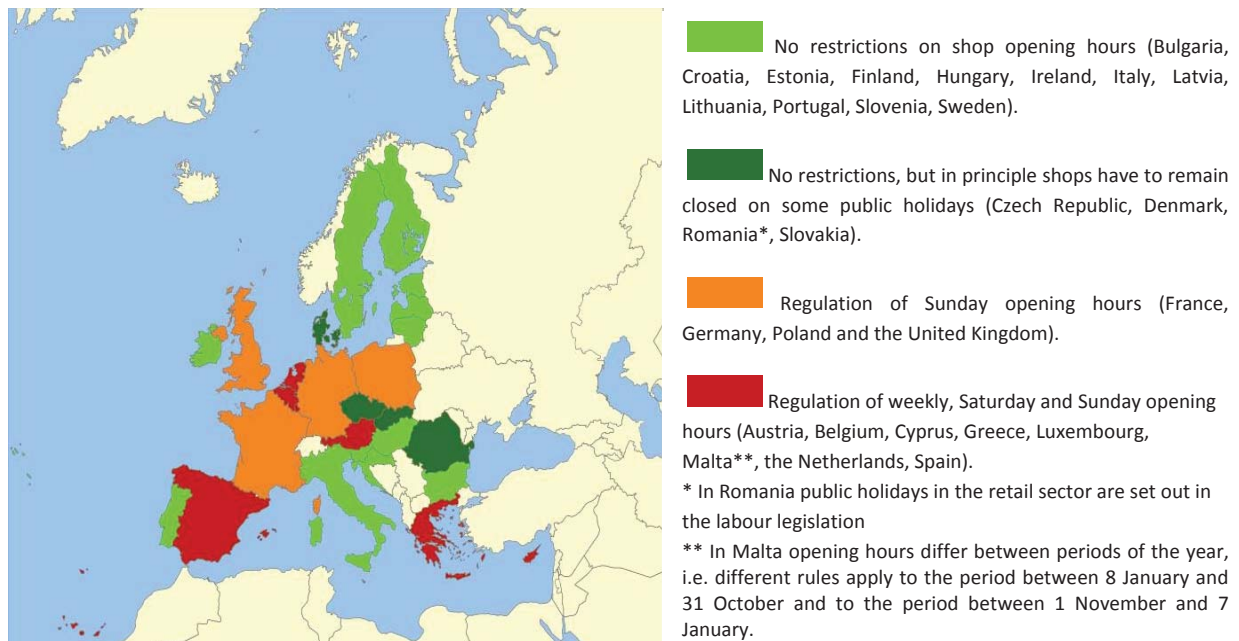 No restrictions on shop opening hours (Bulgaria,
Croatia, Estonia, Finland, Hungary, Ireland, Italy, Latvia,
Lithuania, Portugal, Slovenia, Sweden).
No restrictions, but in principle shops have to remain
closed on some public holidays (Czech Republic, Denmark,
Romania*, Slovakia).
Regulation of Sunday opening hours (France,
Germany, Poland and the United Kingdom).
Regulation of weekly, Saturday and Sunday opening
hours (Austria, Belgium, Cyprus, Greece, Luxembourg,
Malta**, the Netherlands, Spain).
* In Romania public holidays in the retail sector are set out in
the labour legislation
** In Malta opening hours differ between periods of the year,
i.e. different rules apply to the period between 8 January and
31 October and to the period between 1 November and 7
January.